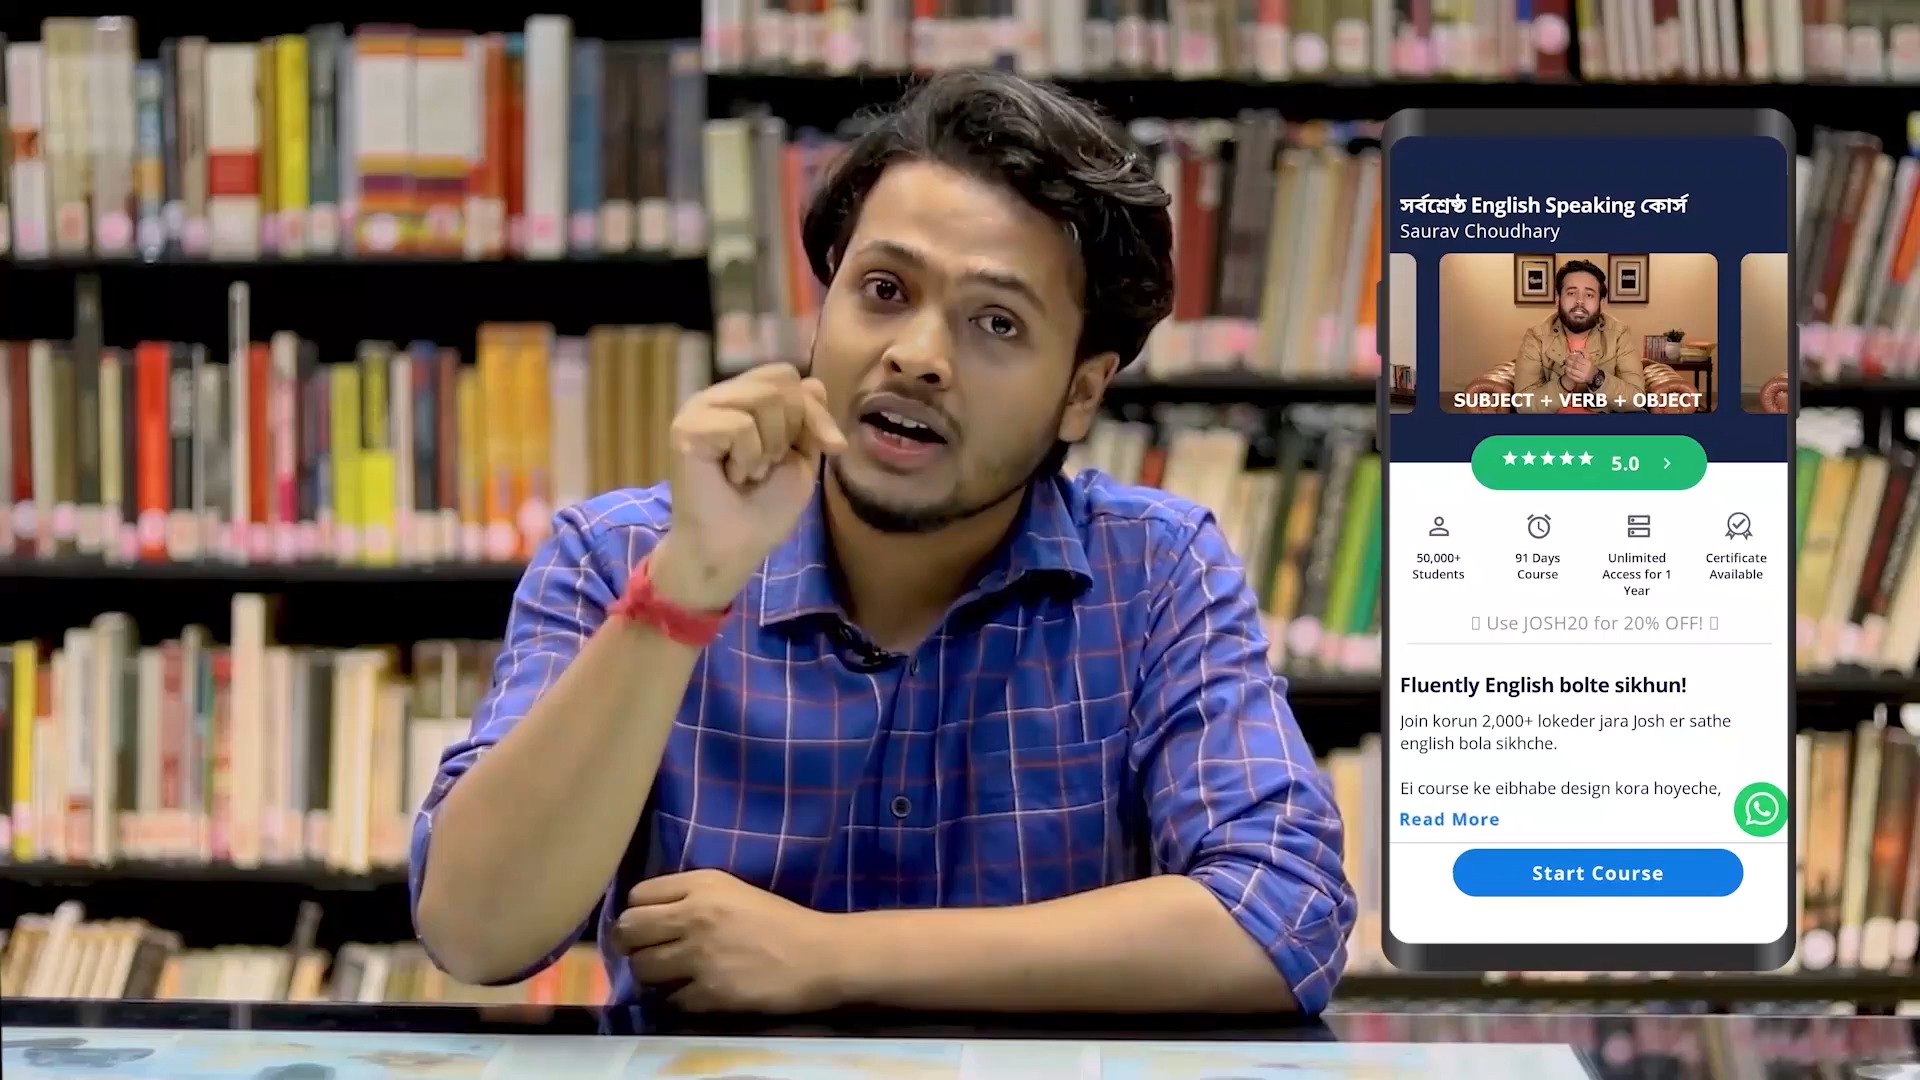 সর্বশ্রেষ্ঠ English Speaking কোর্স
Saurav Choudhary
SUBJECT + VERB + OBJECT
5.0
50,000+
Students
91 Days
Course
Unlimited
Access for 1
Year
Certificate
Available
Use JOSH20 for 20% OFF!
Fluently English bolte sikhun!
Join korun 2,000+ lokeder jara Josh er sathe
english bola sikhche.
Ei course ke eibhabe design kora hoyeche,
Read More
Start Course